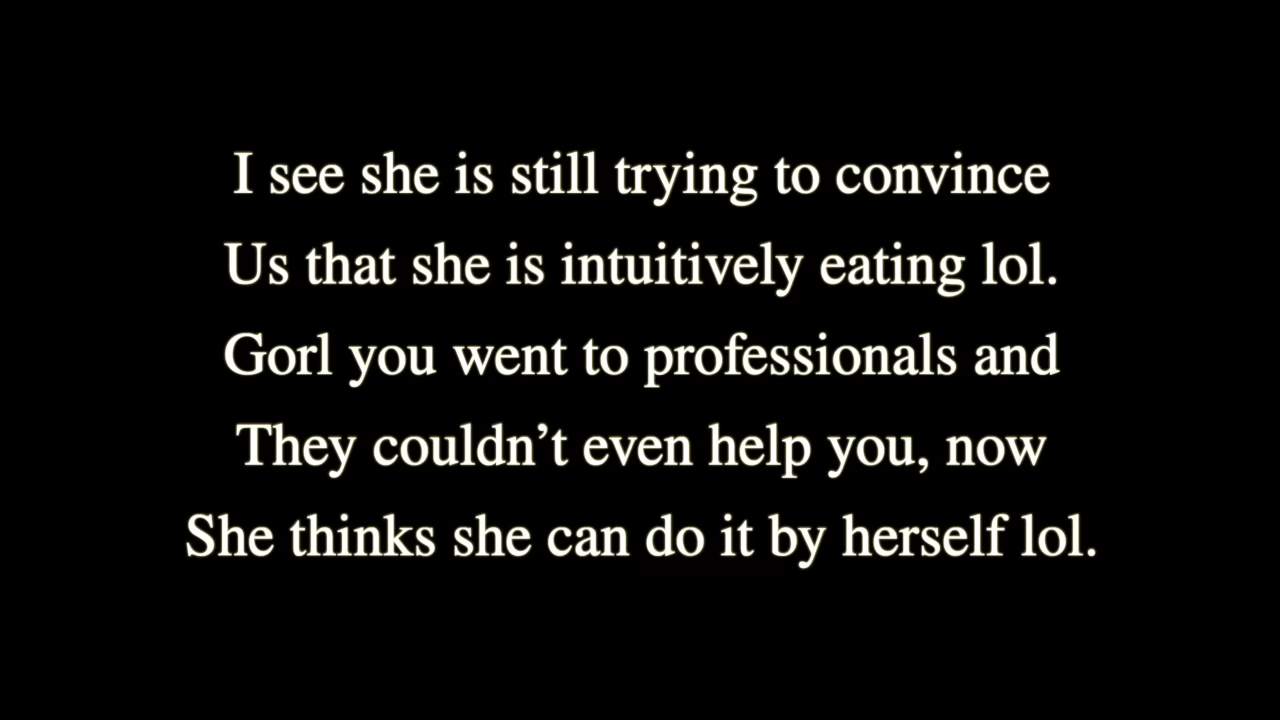 I see she is still trying to convince
Us that she is intuitively eating lol.
Gorl you went to professionals and
They couldn’t even help you, now
She thinks she can do it by herself lol.